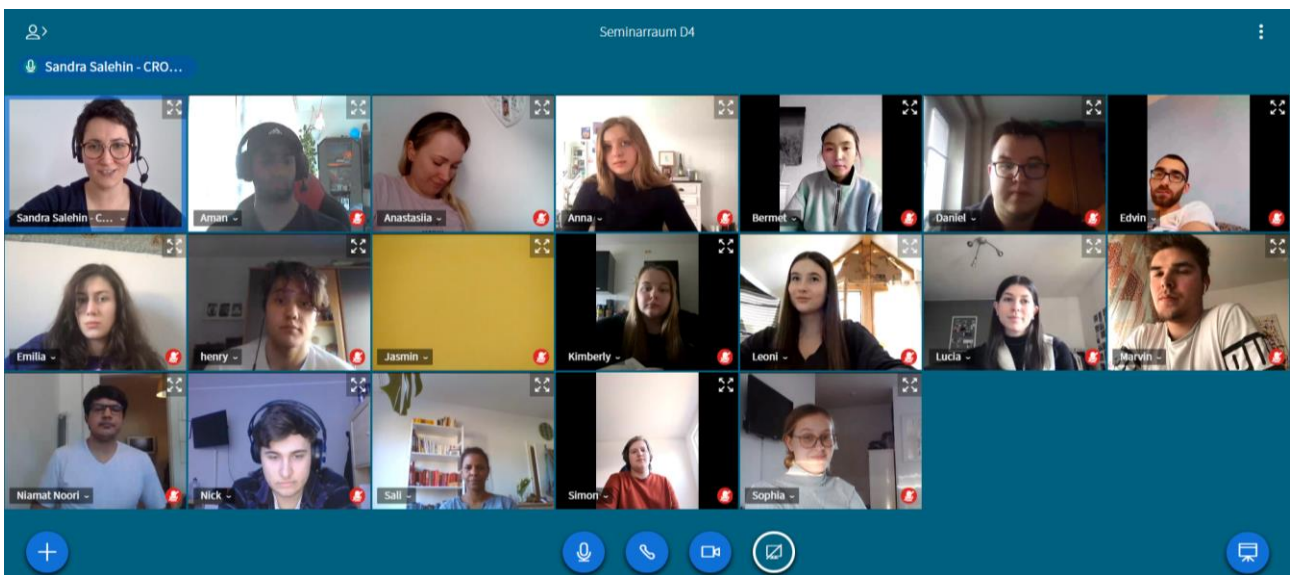 Seminarraum D4
Sandra Salehin - CRO...
Sandra Salehin - C...
Aman
Anastasiia
Anna
Bermet
Daniel
Edvin
Emilia
henry
Jasmin
Kimberly
Leoni
Lucia
Marvin
Niamat Noori
Nick
Sali
Simon
Sophia